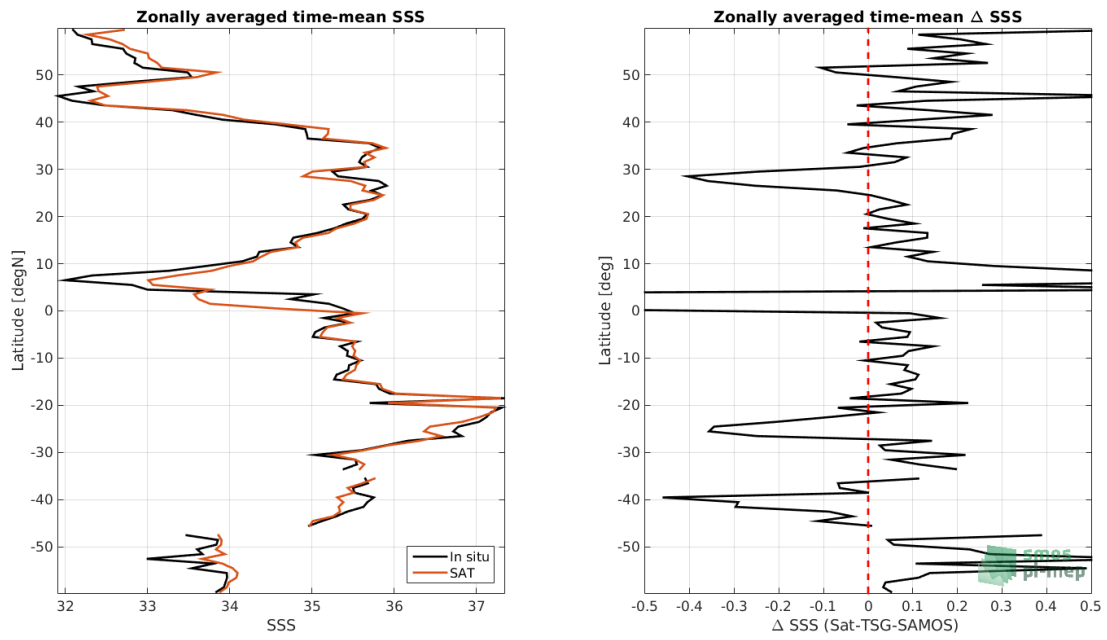 Zonally averaged time-mean SSS
50
40
30
20
10
0
-10
-20
-30
-40
-50
Latitude [degN]
32 33 34 35 36 37
SSS
In situ
SAT
Zonally averaged time-mean Δ SSS
50
40
30
20
10
0
-10
-20
-30
-40
-50
Latitude [deg]
-0.5 -0.4 -0.3 -0.2 -0.1 0 0.1 0.2 0.3 0.4 0.5
Δ SSS (Sat-TSG-SAMOS)
smos
pi-mep